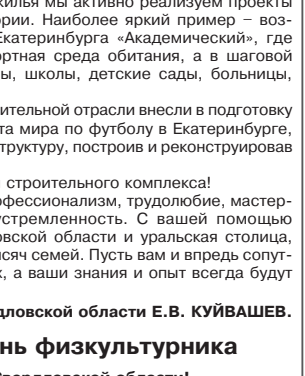 жилья мы активно реализуем проекты
ории. Наиболее яркий пример – воз-
Екатеринбурга «Академический», где
ортная среда обитания, а в шаговой
ы, школы, детские сады, больницы,
ительной отрасли внесли в подготовку
та мира по футболу в Екатеринбурге,
труктуру, построив и реконструировав
строительного комплекса!
офессионализм, трудолюбие, мастер-
устремленность. С вашей помощью
овской области и уральская столица,
ысяч семей. Пусть вам и впредь сопут-
х, а ваши знания и опыт всегда будут
дловской области Е.В. КУЙВАШЕВ.
нь физкультурника